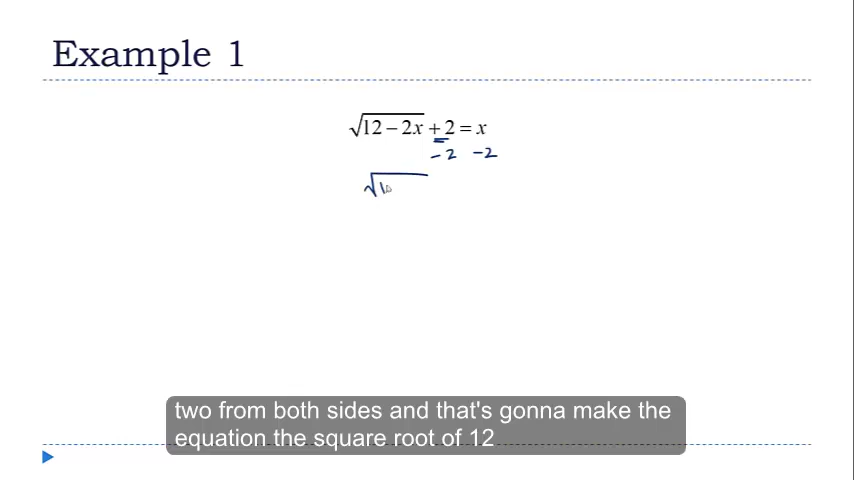 Example 1
√12 − 2x + 2 = x
−2 −2
√1
two from both sides and that's gonna make the
equation the square root of 12